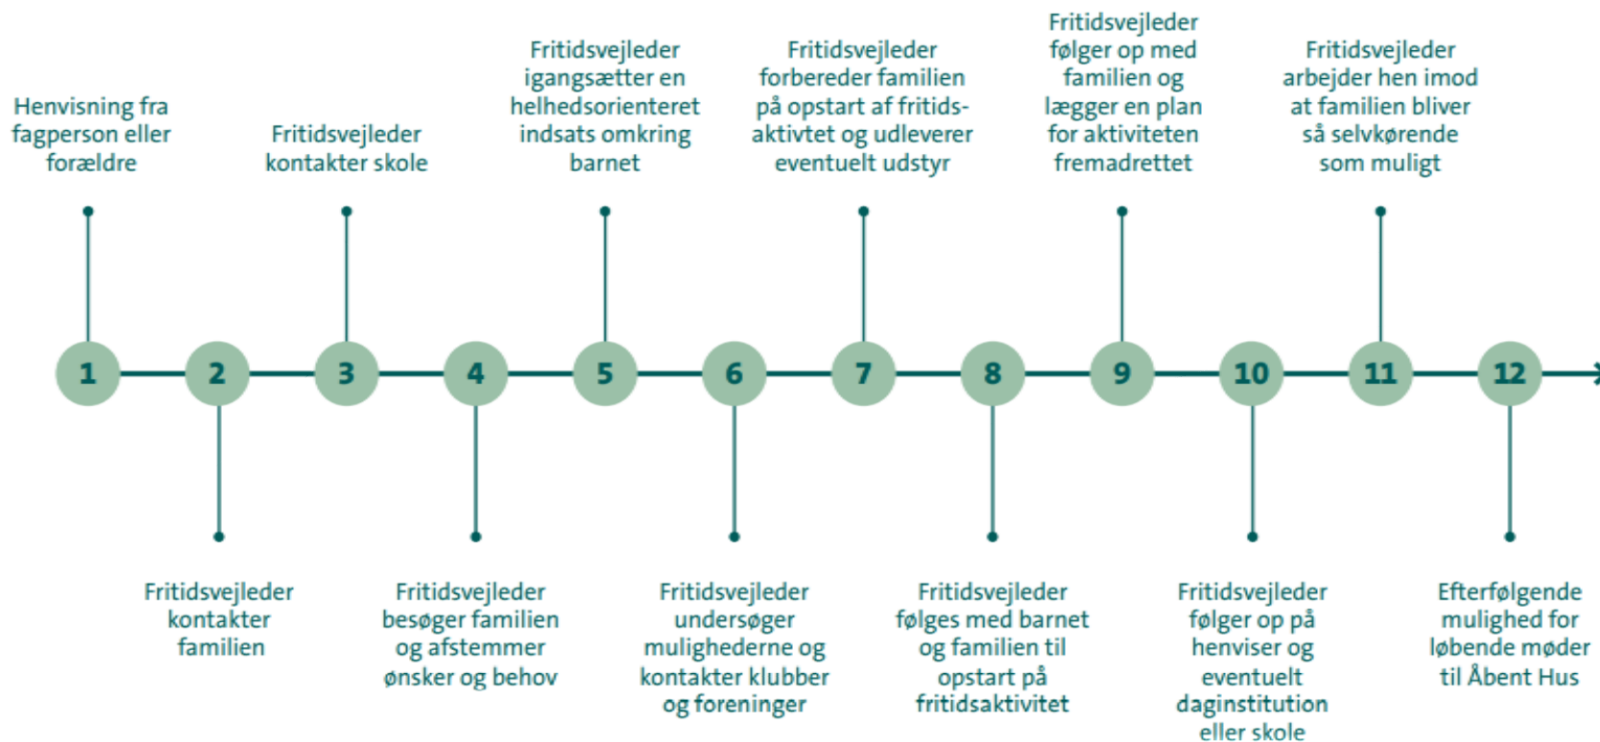 Henvisning fra
fagperson eller
forældre
Fritidsvejleder
kontakter skole
Fritidsvejleder
igangsætter en
helhedsorienteret
indsats omkring
barnet
Fritidsvejleder
forbereder familien
på opstart af fritids-
aktivtet og udleverer
eventuelt udstyr
Fritidsvejleder
følger op med
familien og
lægger en plan
for aktiviteten
fremadrettet
Fritidsvejleder
arbejder hen imod
at familien bliver
så selvkørende
som muligt
1 2 3 4 5 6 7 8 9 10 11 12
Fritidsvejleder
kontakter
familien
Fritidsvejleder
besøger familien
og afstemmer
ønsker og behov
Fritidsvejleder
undersøger
mulighederne og
kontakter klubber
og foreninger
Fritidsvejleder
følges med barnet
og familien til
opstart på
fritidsaktivitet
Fritidsvejleder
følger op på
henviser og
eventuelt
daginstitution
eller skole
Efterfølgende
mulighed for
løbende møder
til Åbent Hus